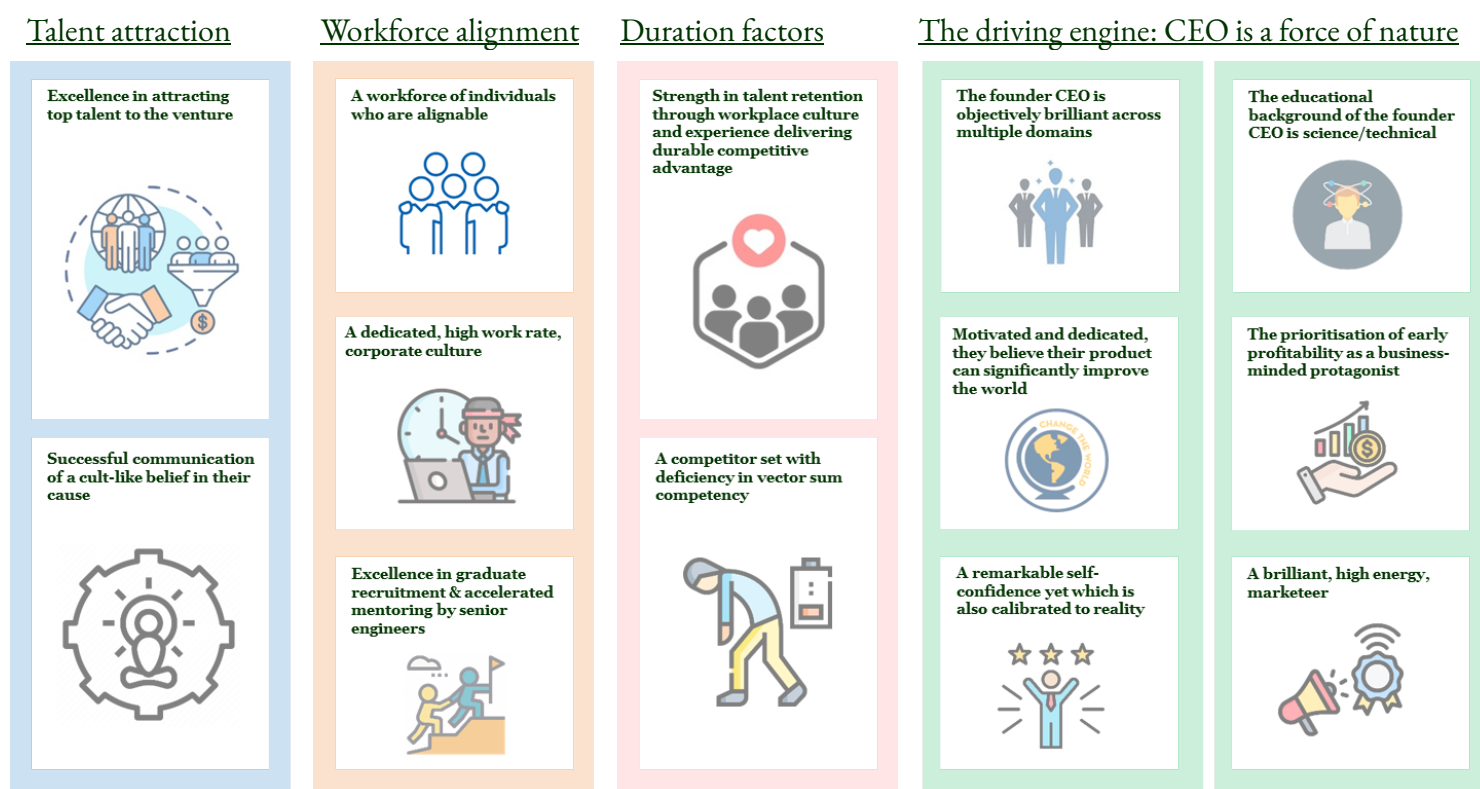 Talent attraction
Excellence in attracting
top talent to the venture
Successful communication
of a cult-like belief in their
cause
Workforce alignment
A workforce of individuals
who are alignable
A dedicated, high work rate,
corporate culture
Excellence in graduate
recruitment & accelerated
mentoring by senior
engineers
Duration factors
Strength in talent retention
through workplace culture
and experience delivering
durable competitive
advantage
A competitor set with
deficiency in vector sum
competency
The driving engine: CEO is a force of nature
The founder CEO is
objectively brilliant across
multiple domains
Motivated and dedicated,
they believe their product
can significantly improve
the world
CHANGE THE WORLD
A remarkable self-
confidence yet which is
also calibrated to reality
The educational
background of the founder
CEO is science/technical
The prioritisation of early
profitability as a business-
minded protagonist
A brilliant, high energy,
marketeer